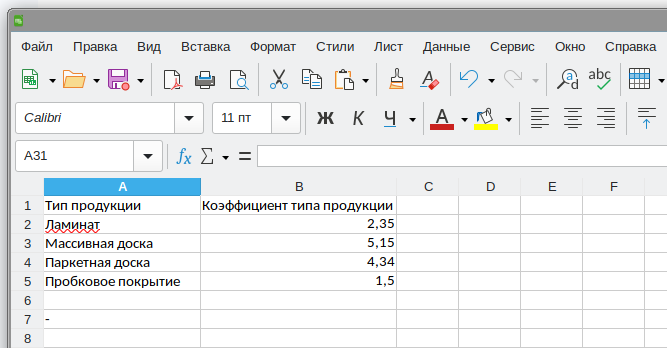 Файл Правка Вид Вставка Формат Стили Лист Данные Сервис Окно Справка
abc
Calibri 11 пт Ж К Ч А
A31 fx Σ =
A B C D E F
1 Тип продукции Коэффициент типа продукции
2 Ламинат 2,35
3 Массивная доска 5,15
4 Паркетная доска 4,34
5 Пробковое покрытие 1,5
6
7 -
8